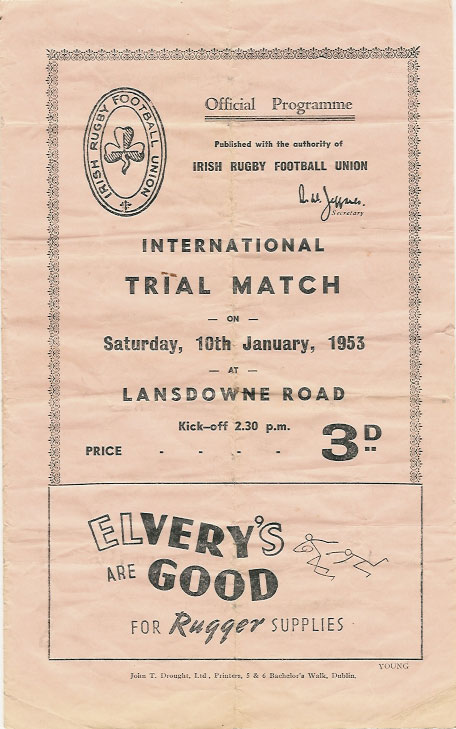 IRISH RUGBY FOOTBALL UNION
Official Programme
Published with the authority of
IRISH RUGBY FOOTBALL UNION
Secretary
INTERNATIONAL
TRIAL MATCH
— ON —
Saturday, 10th January, 1953
— AT —
LANSDOWNE ROAD
Kick-off 2.30 p.m.
PRICE - - - - 3D
ELVERY'S
ARE GOOD
FOR Rugger SUPPLIES
YOUNG
John T. Drought, Ltd, Printers, 5 & 6 Bachelor's Walk, Dublin.